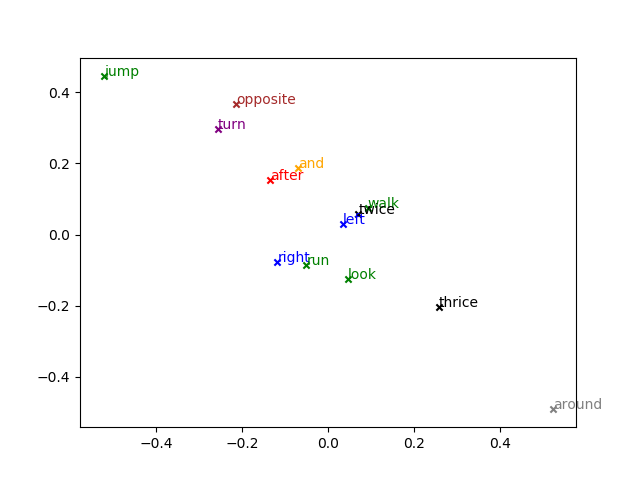 jump
opposite
turn
and
after
walk
twice
left
right
run
look
thrice
around
0.4
0.2
0.0
−0.2
−0.4
−0.4 −0.2 0.0 0.2 0.4